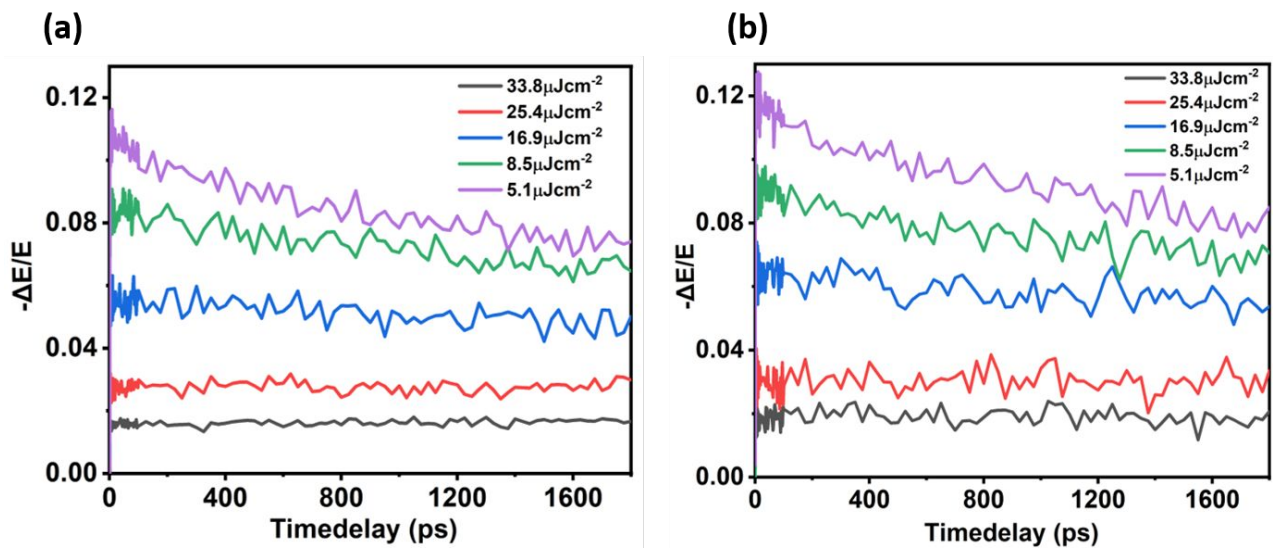 (a)
33.8μJcm⁻²
25.4μJcm⁻²
16.9μJcm⁻²
8.5μJcm⁻²
5.1μJcm⁻²
0.12
0.08
0.04
0.00
-ΔE/E
0
400
800
1200
1600
Timedelay (ps)
(b)
33.8μJcm⁻²
25.4μJcm⁻²
16.9μJcm⁻²
8.5μJcm⁻²
5.1μJcm⁻²
0.12
0.08
0.04
0.00
-ΔE/E
0
400
800
1200
1600
Timedelay (ps)